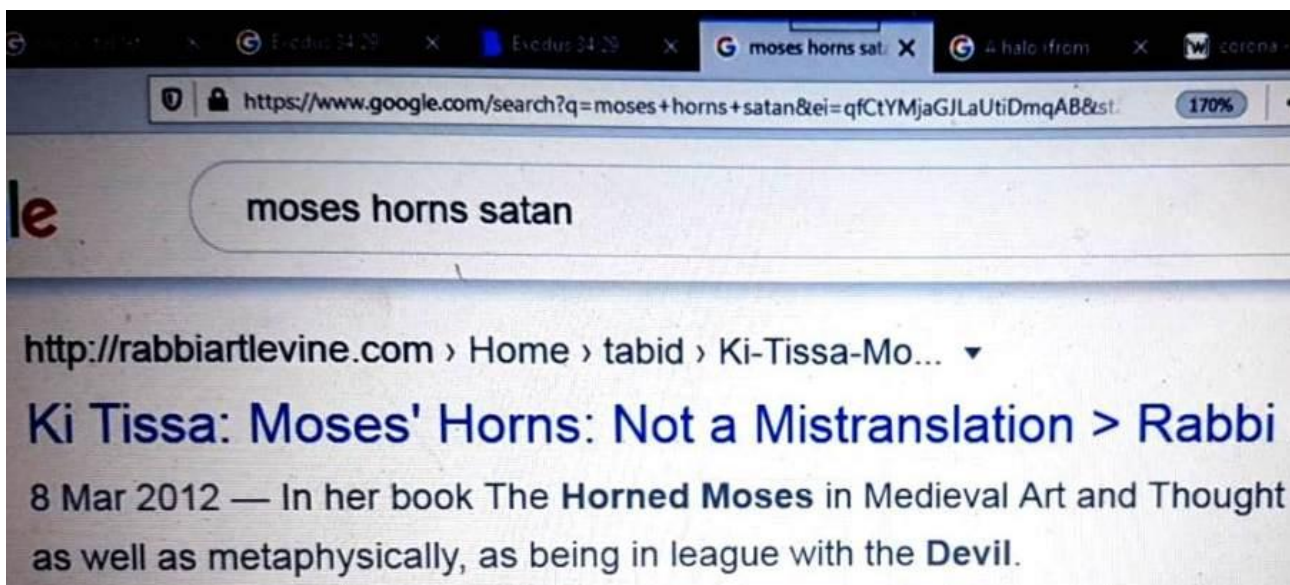 Exodus 34:29
Exodus 34:29
moses horns sat
A halo (from
corona -
https://www.google.com/search?q=moses+horns+satan&ei=qfCtYMjaGJLaUtiDmqAB&st
170%
le
moses horns satan
http://rabbiartlevine.com › Home › tabid › Ki-Tissa-Mo...
Ki Tissa: Moses' Horns: Not a Mistranslation > Rabbi
8 Mar 2012 — In her book The Horned Moses in Medieval Art and Thought
as well as metaphysically, as being in league with the Devil.